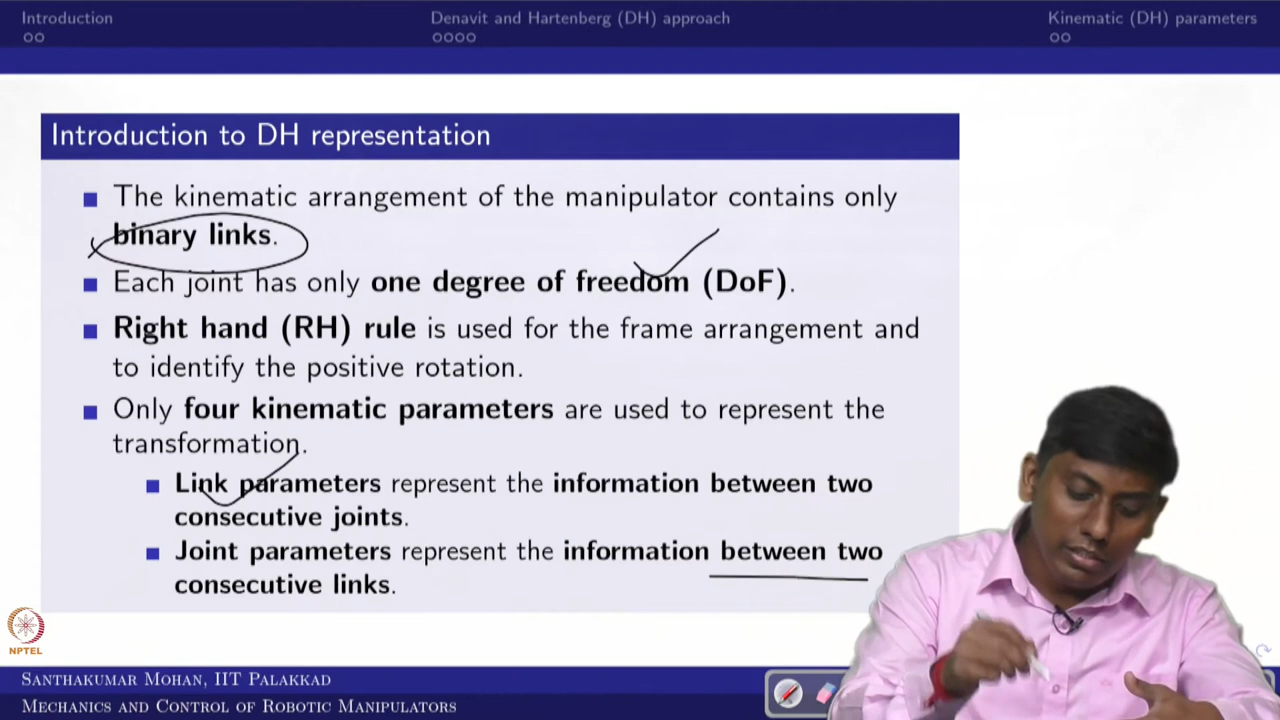 Introduction
Denavit and Hartenberg (DH) approach
Kinematic (DH) parameters
Introduction to DH representation
The kinematic arrangement of the manipulator contains only
binary links.
Each joint has only one degree of freedom (DoF).
Right hand (RH) rule is used for the frame arrangement and
to identify the positive rotation.
Only four kinematic parameters are used to represent the
transformation.
Link parameters represent the information between two
consecutive joints.
Joint parameters represent the information between two
consecutive links.
NPTEL
Santhakumar Mohan, IIT Palakkad
Mechanics and Control of Robotic Manipulators